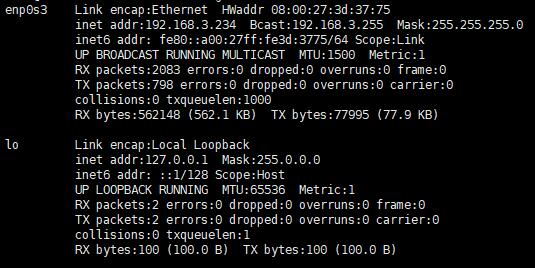 enp0s3 Link encap:Ethernet HWaddr 08:00:27:3d:37:75
inet addr:192.168.3.234 Bcast:192.168.3.255 Mask:255.255.255.0
inet6 addr: fe80::a00:27ff:fe3d:3775/64 Scope:Link
UP BROADCAST RUNNING MULTICAST MTU:1500 Metric:1
RX packets:2083 errors:0 dropped:0 overruns:0 frame:0
TX packets:798 errors:0 dropped:0 overruns:0 carrier:0
collisions:0 txqueuelen:1000
RX bytes:562148 (562.1 KB) TX bytes:77995 (77.9 KB)
lo Link encap:Local Loopback
inet addr:127.0.0.1 Mask:255.0.0.0
inet6 addr: ::1/128 Scope:Host
UP LOOPBACK RUNNING MTU:65536 Metric:1
RX packets:2 errors:0 dropped:0 overruns:0 frame:0
TX packets:2 errors:0 dropped:0 overruns:0 carrier:0
collisions:0 txqueuelen:1
RX bytes:100 (100.0 B) TX bytes:100 (100.0 B)